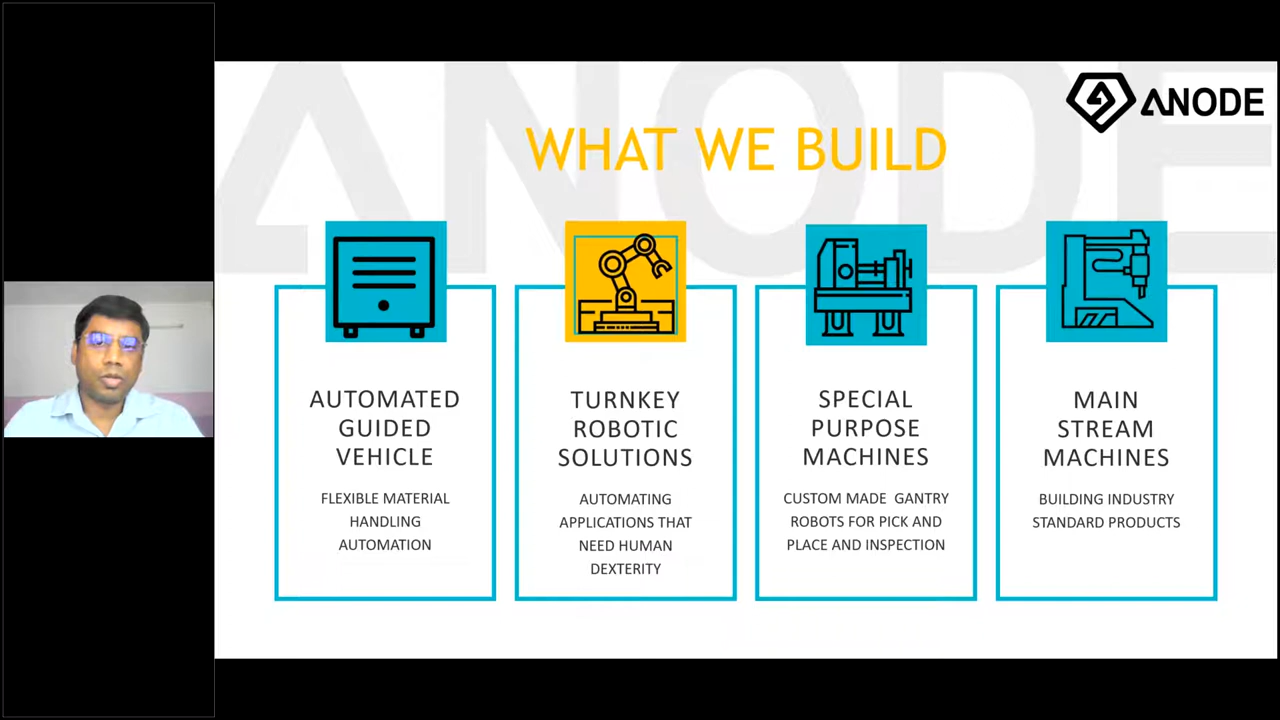 ANODE
ANODE
WHAT WE BUILD
AUTOMATED
GUIDED
VEHICLE
FLEXIBLE MATERIAL
HANDLING
AUTOMATION
TURNKEY
ROBOTIC
SOLUTIONS
AUTOMATING
APPLICATIONS THAT
NEED HUMAN
DEXTERITY
SPECIAL
PURPOSE
MACHINES
CUSTOM MADE GANTRY
ROBOTS FOR PICK AND
PLACE AND INSPECTION
MAIN
STREAM
MACHINES
BUILDING INDUSTRY
STANDARD PRODUCTS